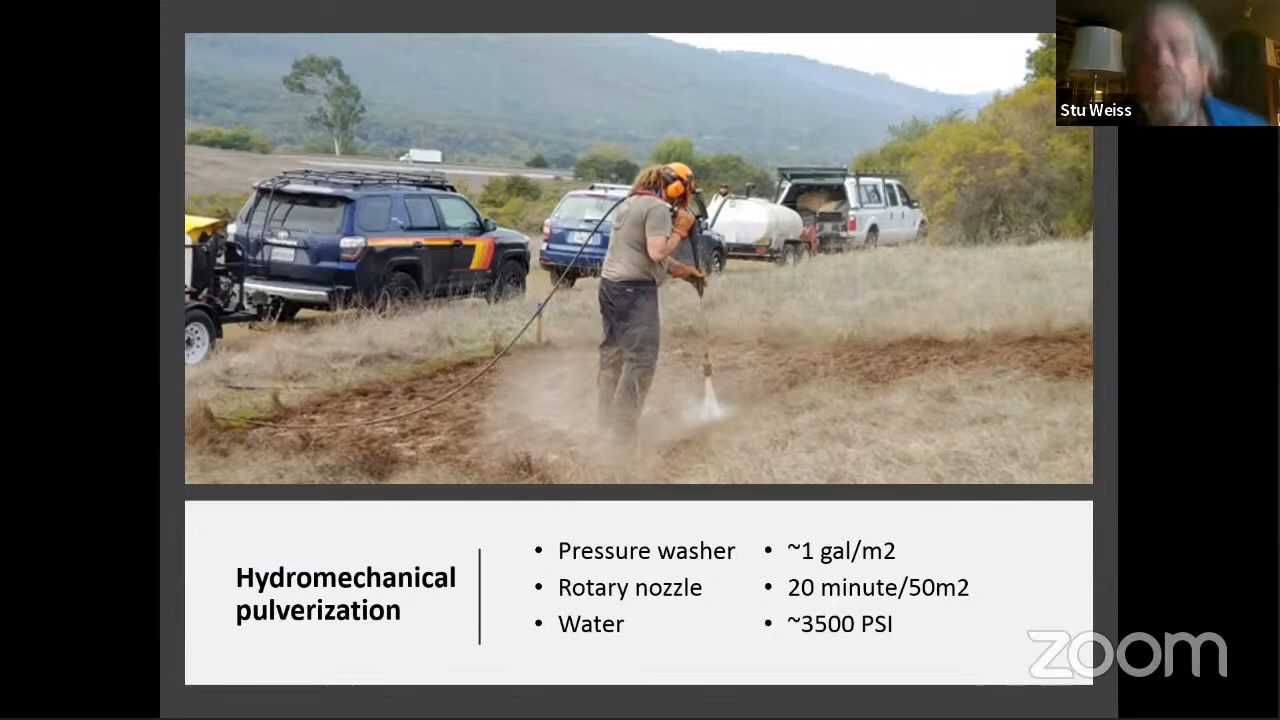 Stu Weiss
Hydromechanical
pulverization
• Pressure washer
• Rotary nozzle
• Water
• ~1 gal/m2
• 20 minute/50m2
• ~3500 PSI
zoom